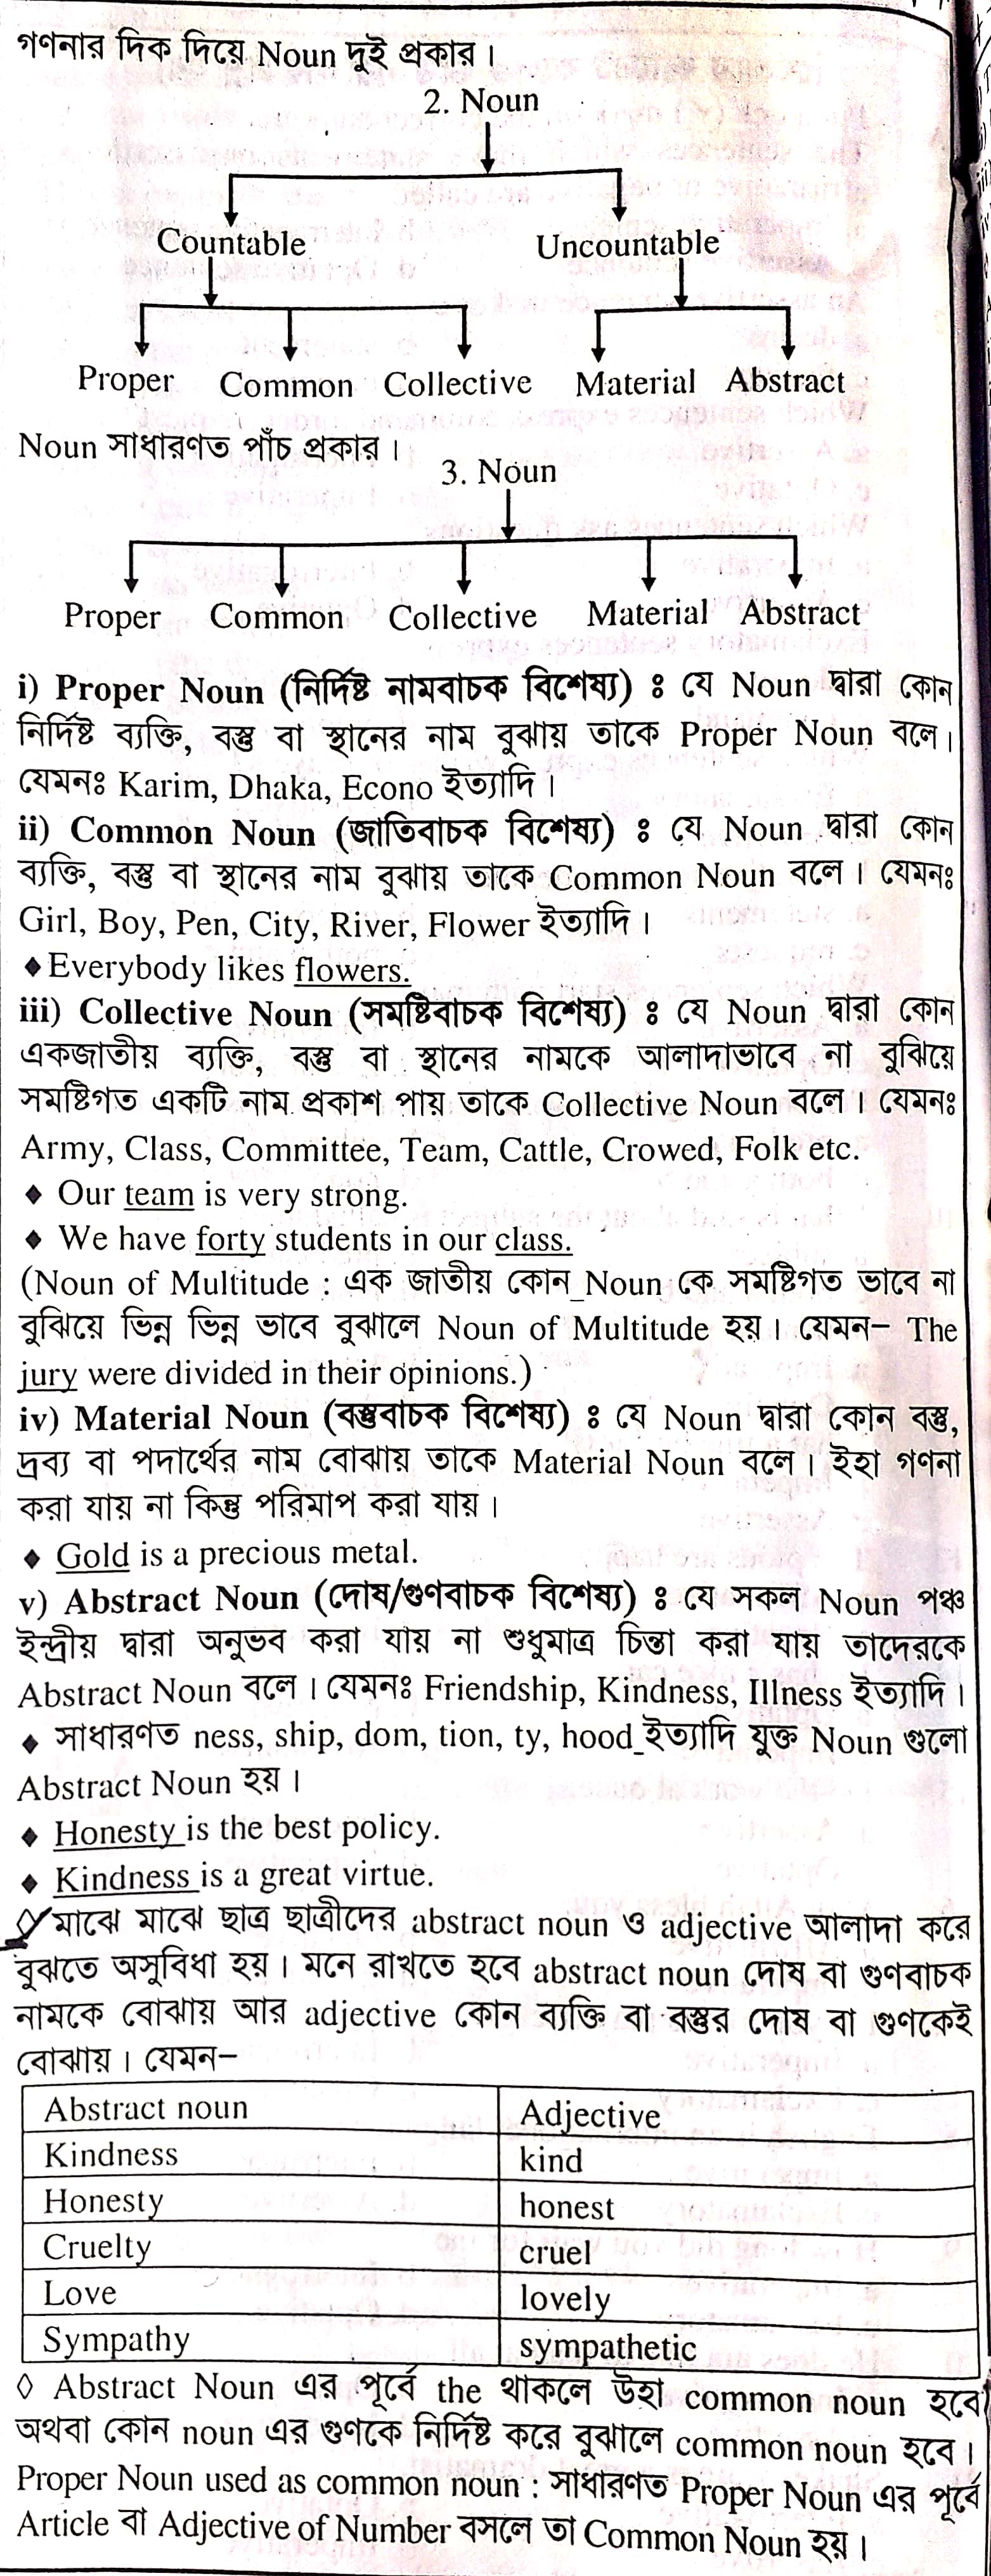 গণনার দিক দিয়ে Noun দুই প্রকার।
2. Noun
Countable Uncountable
Proper Common Collective Material Abstract
Noun সাধারণত পাঁচ প্রকার।
3. Noun
Proper Common Collective Material Abstract
i) Proper Noun (নির্দিষ্ট নামবাচক বিশেষ্য) ঃ যে Noun দ্বারা কোন
নির্দিষ্ট ব্যক্তি, বস্তু বা স্থানের নাম বুঝায় তাকে Proper Noun বলে।
যেমনঃ Karim, Dhaka, Econo ইত্যাদি।
ii) Common Noun (জাতিবাচক বিশেষ্য) ঃ যে Noun দ্বারা কোন
ব্যক্তি, বস্তু বা স্থানের নাম বুঝায় তাকে Common Noun বলে। যেমনঃ
Girl, Boy, Pen, City, River, Flower ইত্যাদি।
♦Everybody likes flowers.
iii) Collective Noun (সমষ্টিবাচক বিশেষ্য) ঃ যে Noun দ্বারা কোন
একজাতীয় ব্যক্তি, বস্তু বা স্থানের নামকে আলাদাভাবে না বুঝিয়ে
সমষ্টিগত একটি নাম প্রকাশ পায় তাকে Collective Noun বলে। যেমনঃ
Army, Class, Committee, Team, Cattle, Crowed, Folk etc.
♦ Our team is very strong.
♦ We have forty students in our class.
(Noun of Multitude : এক জাতীয় কোন Noun কে সমষ্টিগত ভাবে না
বুঝিয়ে ভিন্ন ভিন্ন ভাবে বুঝালে Noun of Multitude হয়। যেমন– The
jury were divided in their opinions.)
iv) Material Noun (বস্তুবাচক বিশেষ্য) ঃ যে Noun দ্বারা কোন বস্তু,
দ্রব্য বা পদার্থের নাম বোঝায় তাকে Material Noun বলে। ইহা গণনা
করা যায় না কিন্তু পরিমাপ করা যায়।
♦ Gold is a precious metal.
v) Abstract Noun (দোষ/গুণবাচক বিশেষ্য) ঃ যে সকল Noun পঞ্চ
ইন্দ্রীয় দ্বারা অনুভব করা যায় না শুধুমাত্র চিন্তা করা যায় তাদেরকে
Abstract Noun বলে। যেমনঃ Friendship, Kindness, Illness ইত্যাদি।
♦ সাধারণত ness, ship, dom, tion, ty, hood ইত্যাদি যুক্ত Noun গুলো
Abstract Noun হয়।
♦ Honesty is the best policy.
♦ Kindness is a great virtue.
◊ মাঝে মাঝে ছাত্র ছাত্রীদের abstract noun ও adjective আলাদা করে
বুঝতে অসুবিধা হয়। মনে রাখতে হবে abstract noun দোষ বা গুণবাচক
নামকে বোঝায় আর adjective কোন ব্যক্তি বা বস্তুর দোষ বা গুণকেই
বোঝায়। যেমন–
Abstract noun Adjective
Kindness kind
Honesty honest
Cruelty cruel
Love lovely
Sympathy sympathetic
◊ Abstract Noun এর পূর্বে the থাকলে উহা common noun হবে
অথবা কোন noun এর গুণকে নির্দিষ্ট করে বুঝালে common noun হবে।
Proper Noun used as common noun : সাধারণত Proper Noun এর পূর্বে
Article বা Adjective of Number বসলে তা Common Noun হয়।